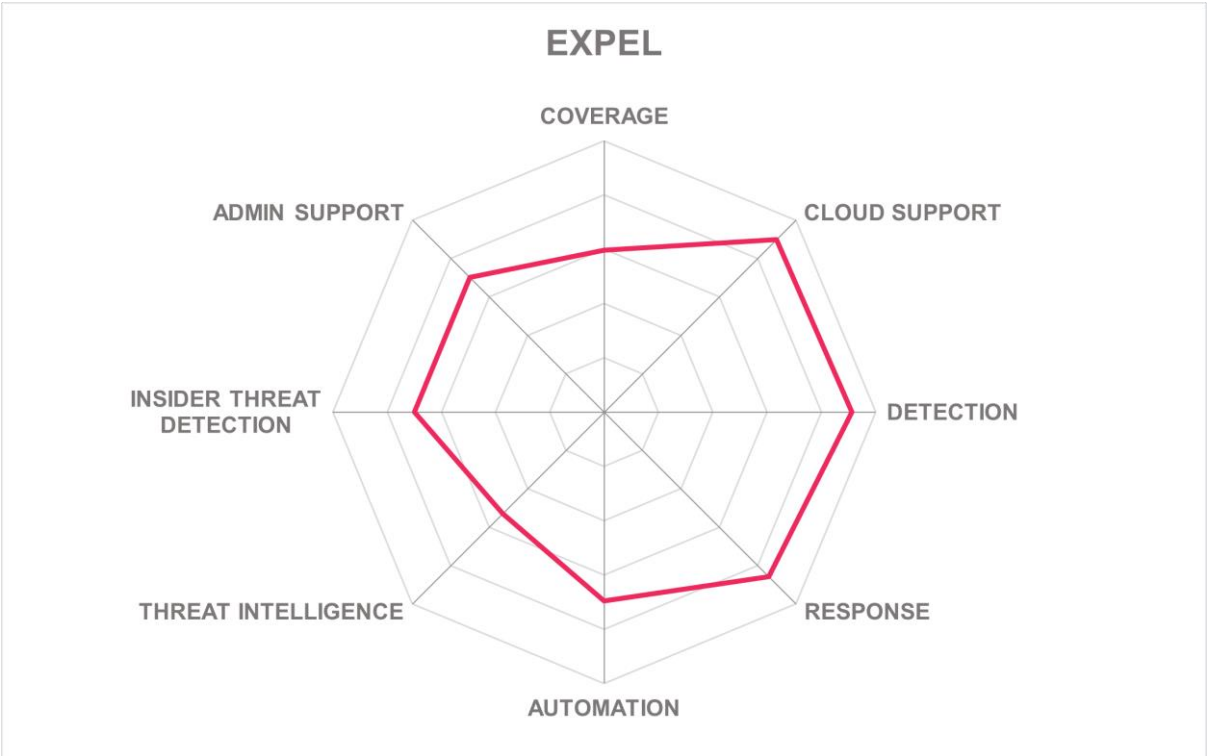 EXPEL
COVERAGE
ADMIN SUPPORT
CLOUD SUPPORT
INSIDER THREAT
DETECTION
DETECTION
THREAT INTELLIGENCE
RESPONSE
AUTOMATION